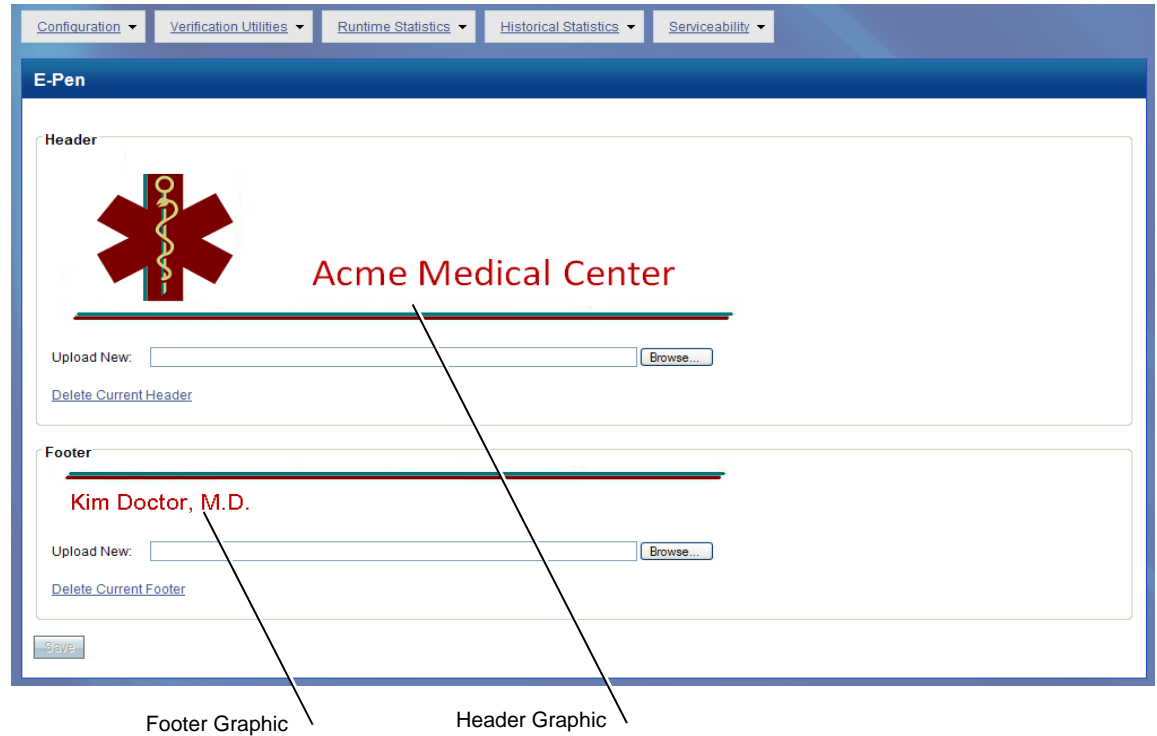 Configuration Verification Utilities Runtime Statistics Historical Statistics Serviceability
E-Pen
Header
Acme Medical Center
Upload New: Browse...
Delete Current Header
Footer
Kim Doctor, M.D.
Upload New: Browse...
Delete Current Footer
Save
Footer Graphic Header Graphic